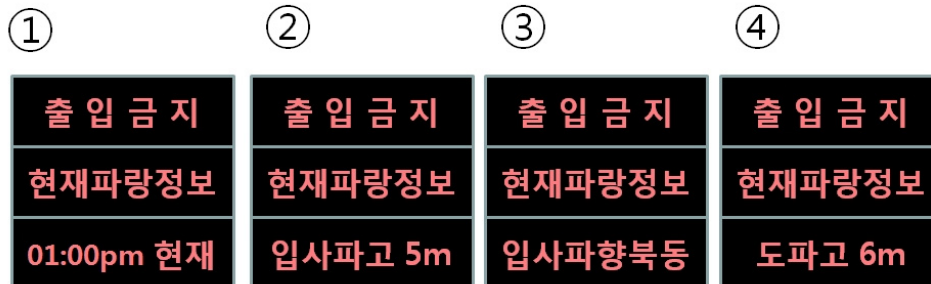 ①
출 입 금 지
현재파랑정보
01:00pm 현재
②
출 입 금 지
현재파랑정보
입사파고 5m
③
출 입 금 지
현재파랑정보
입사파향북동
④
출 입 금 지
현재파랑정보
도파고 6m